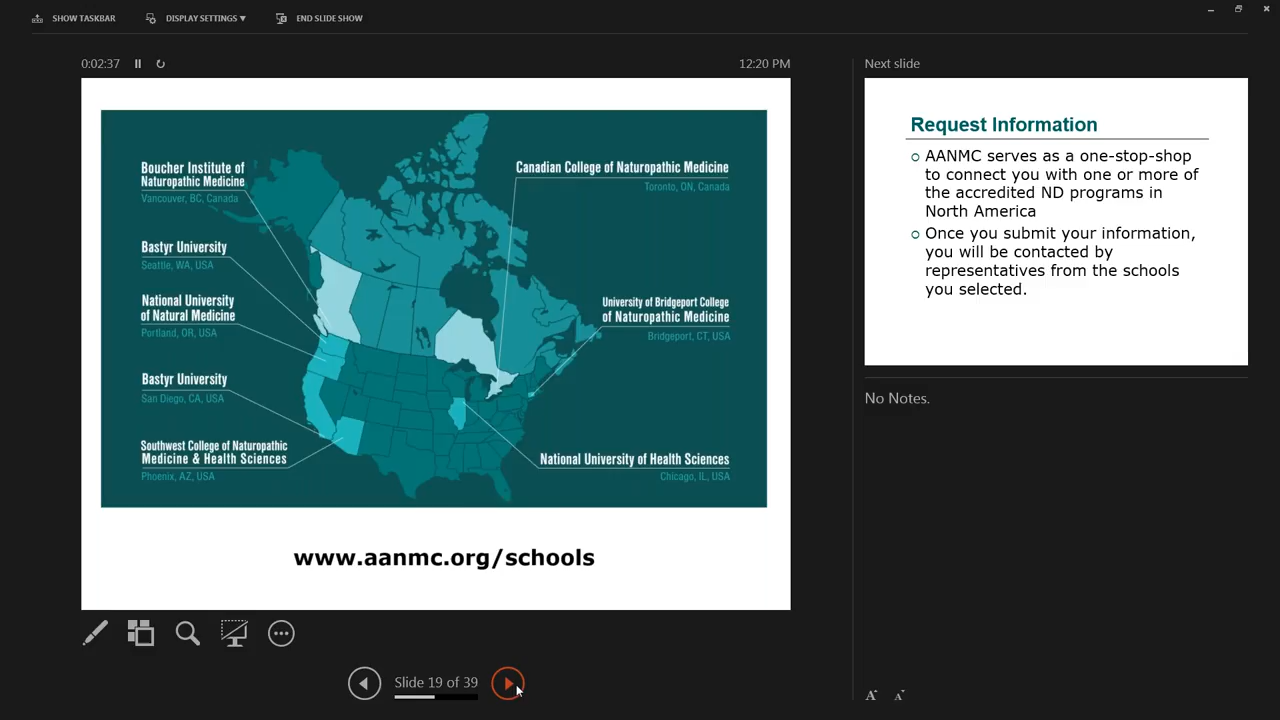 SHOW TASKBAR
DISPLAY SETTINGS ▼
END SLIDE SHOW
0:02:37
12:20 PM
Boucher Institute of
Naturopathic Medicine
Vancouver, BC, Canada
Bastyr University
Seattle, WA, USA
National University
of Natural Medicine
Portland, OR, USA
Bastyr University
San Diego, CA, USA
Southwest College of Naturopathic
Medicine & Health Sciences
Phoenix, AZ, USA
Canadian College of Naturopathic Medicine
Toronto, ON, Canada
University of Bridgeport College
of Naturopathic Medicine
Bridgeport, CT, USA
National University of Health Sciences
Chicago, IL, USA
www.aanmc.org/schools
Slide 19 of 39
Next slide
Request Information
AANMC serves as a one-stop-shop
to connect you with one or more of
the accredited ND programs in
North America
Once you submit your information,
you will be contacted by
representatives from the schools
you selected.
No Notes.
A A